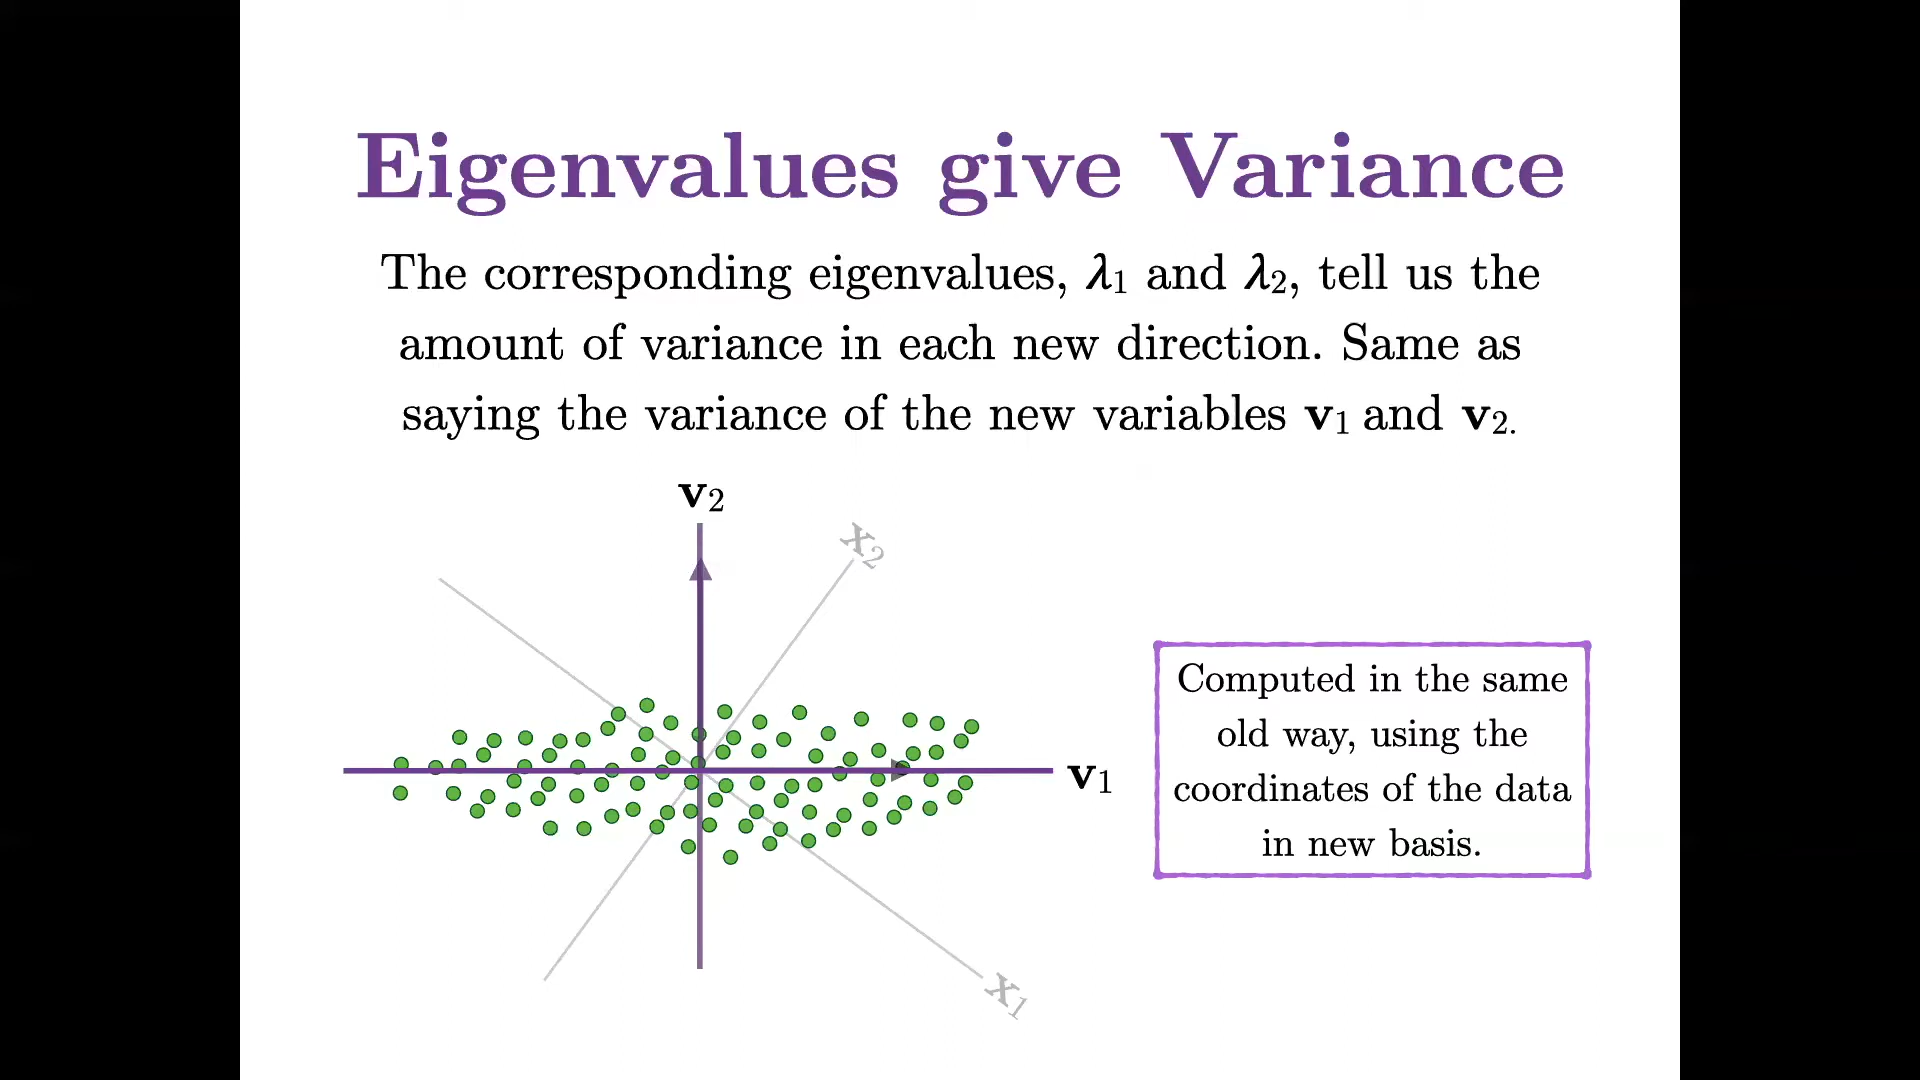 Eigenvalues give Variance
The corresponding eigenvalues, λ₁ and λ₂, tell us the
amount of variance in each new direction. Same as
saying the variance of the new variables v₁ and v₂.
v₂
x₂
v₁
x₁
Computed in the same
old way, using the
coordinates of the data
in new basis.